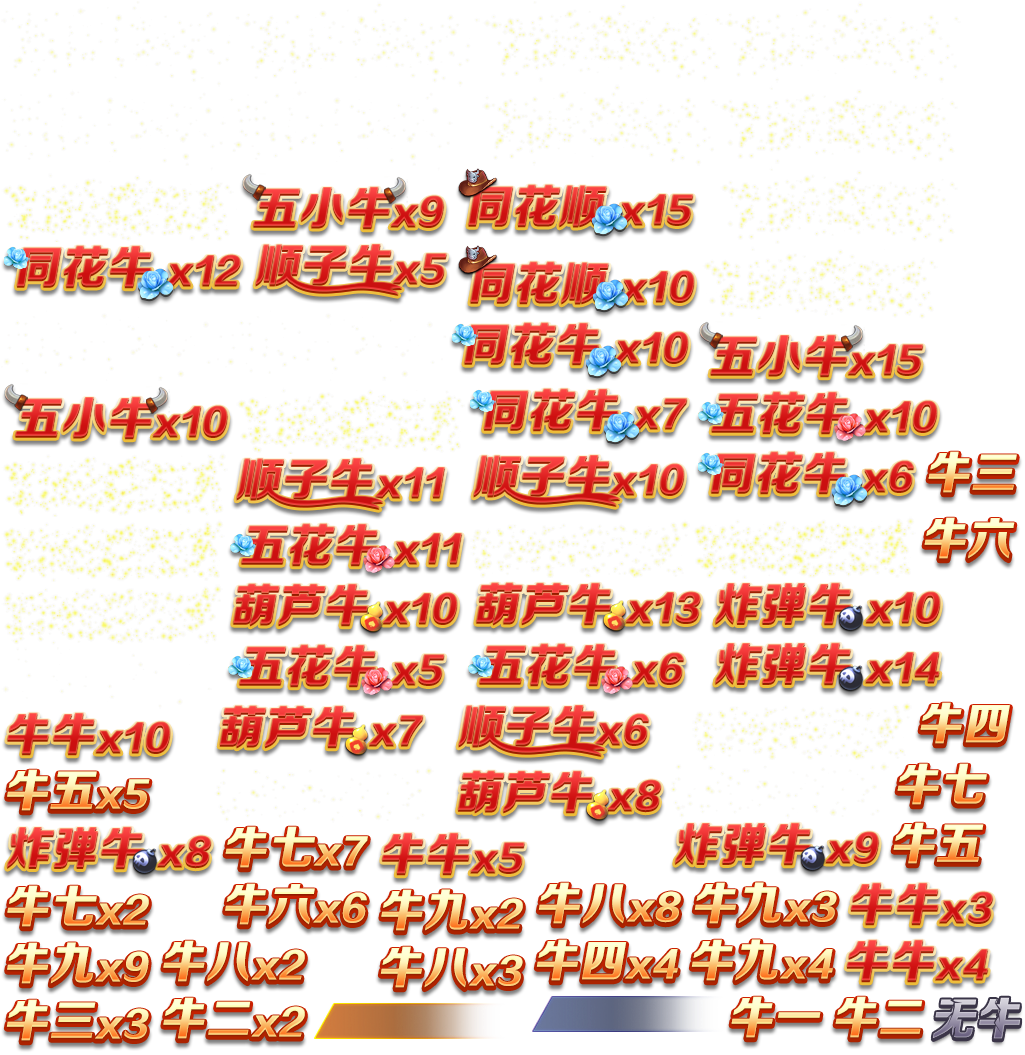 五小牛x9 同花顺x15
同花牛x12 顺子牛x5 同花顺x10
同花牛x10 五小牛x15
五小牛x10 同花牛x7 五花牛x10
顺子牛x11 顺子牛x10 同花牛x6 牛三
五花牛x11 牛六
葫芦牛x10 葫芦牛x13 炸弹牛x10
五花牛x5 五花牛x6 炸弹牛x14
牛牛x10 葫芦牛x7 顺子牛x6 牛四
牛五x5 葫芦牛x8 牛七
炸弹牛x8 牛七x7 牛牛x5 炸弹牛x9 牛五
牛七x2 牛六x6 牛九x2 牛八x8 牛九x3 牛牛x3
牛九x9 牛八x2 牛八x3 牛四x4 牛九x4 牛牛x4
牛三x3 牛二x2 牛一 牛二 无牛